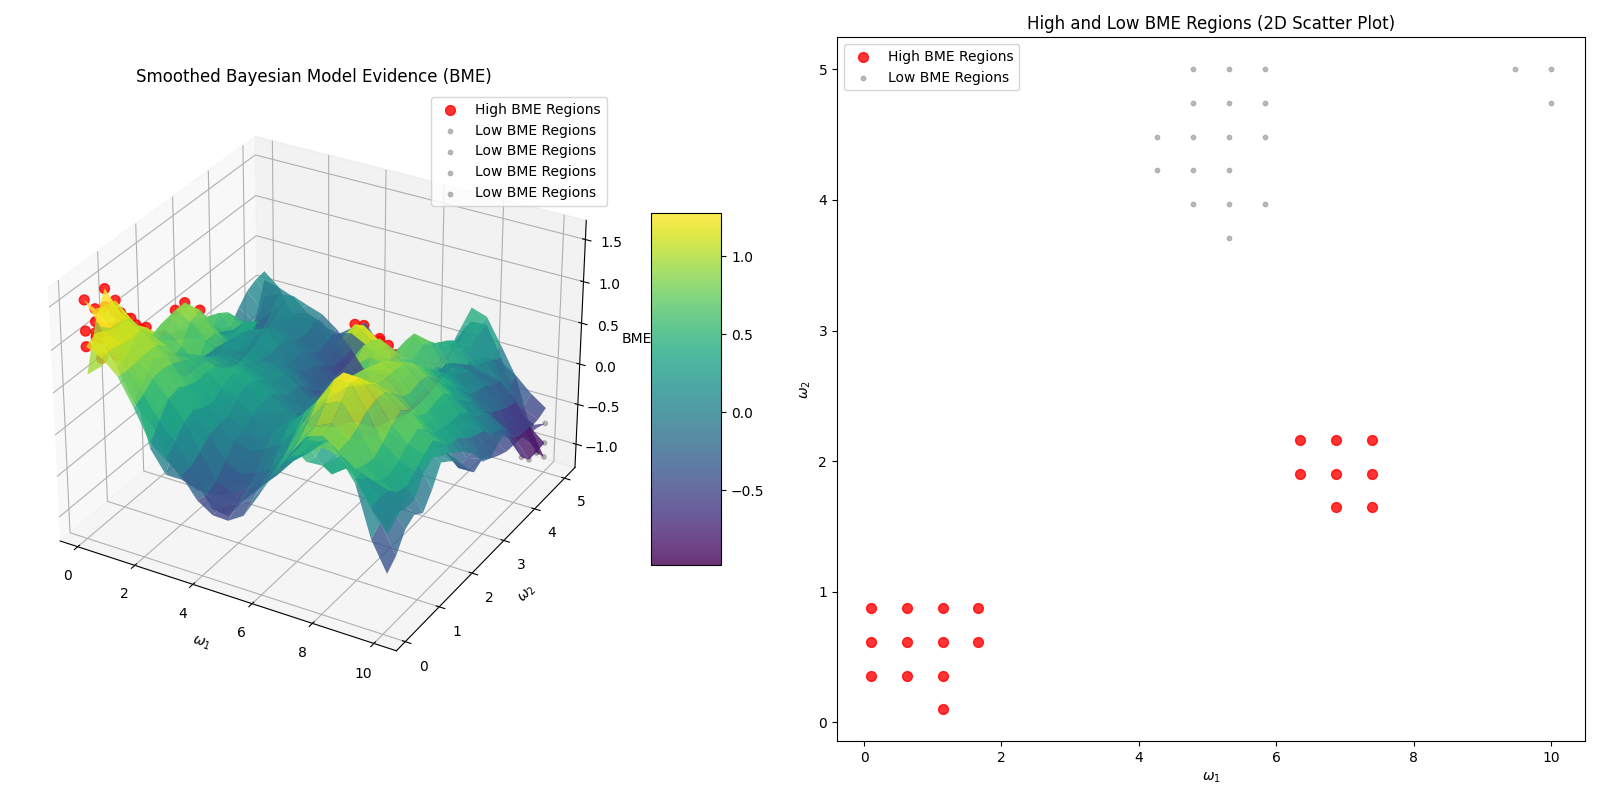 Smoothed Bayesian Model Evidence (BME)
High BME Regions
Low BME Regions
Low BME Regions
Low BME Regions
Low BME Regions
1.5
1.0
0.5
0.0
−0.5
−1.0
BME
1.0
0.5
0.0
−0.5
0
2
4
6
8
10
ω₁
0
1
2
3
4
5
ω₂
High and Low BME Regions (2D Scatter Plot)
High BME Regions
Low BME Regions
5
4
3
2
1
0
ω₂
0
2
4
6
8
10
ω₁